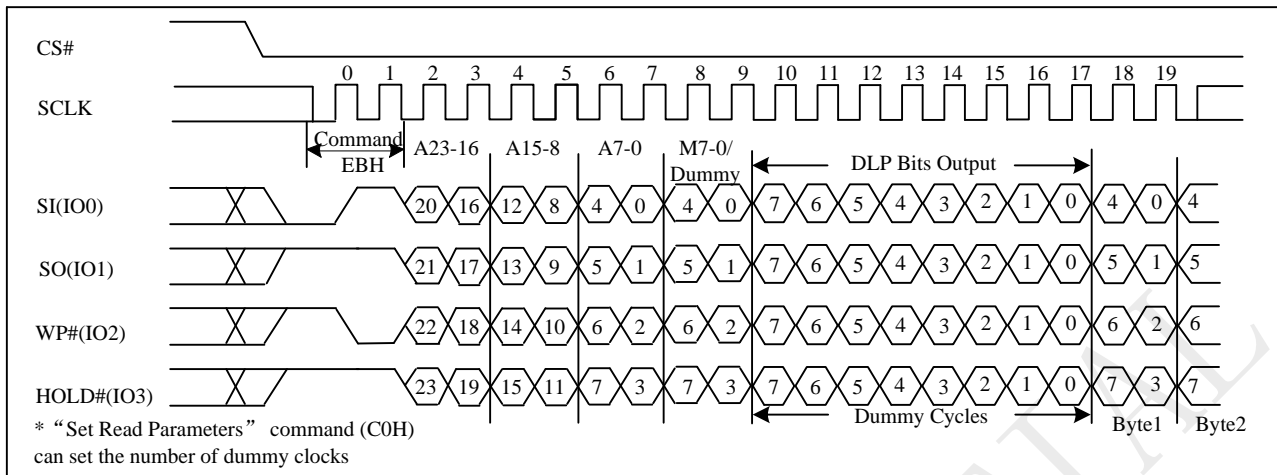 CS#
0 1 2 3 4 5 6 7 8 9 10 11 12 13 14 15 16 17 18 19
SCLK
Command
EBH
A23-16 A15-8 A7-0 M7-0/
Dummy
DLP Bits Output
SI(IO0) 20 16 12 8 4 0 4 0 7 6 5 4 3 2 1 0 4 0 4
SO(IO1) 21 17 13 9 5 1 5 1 7 6 5 4 3 2 1 0 5 1 5
WP#(IO2) 22 18 14 10 6 2 6 2 7 6 5 4 3 2 1 0 6 2 6
HOLD#(IO3) 23 19 15 11 7 3 7 3 7 6 5 4 3 2 1 0 7 3 7
Dummy Cycles
Byte1 Byte2
*“Set Read Parameters” command (C0H)
can set the number of dummy clocks